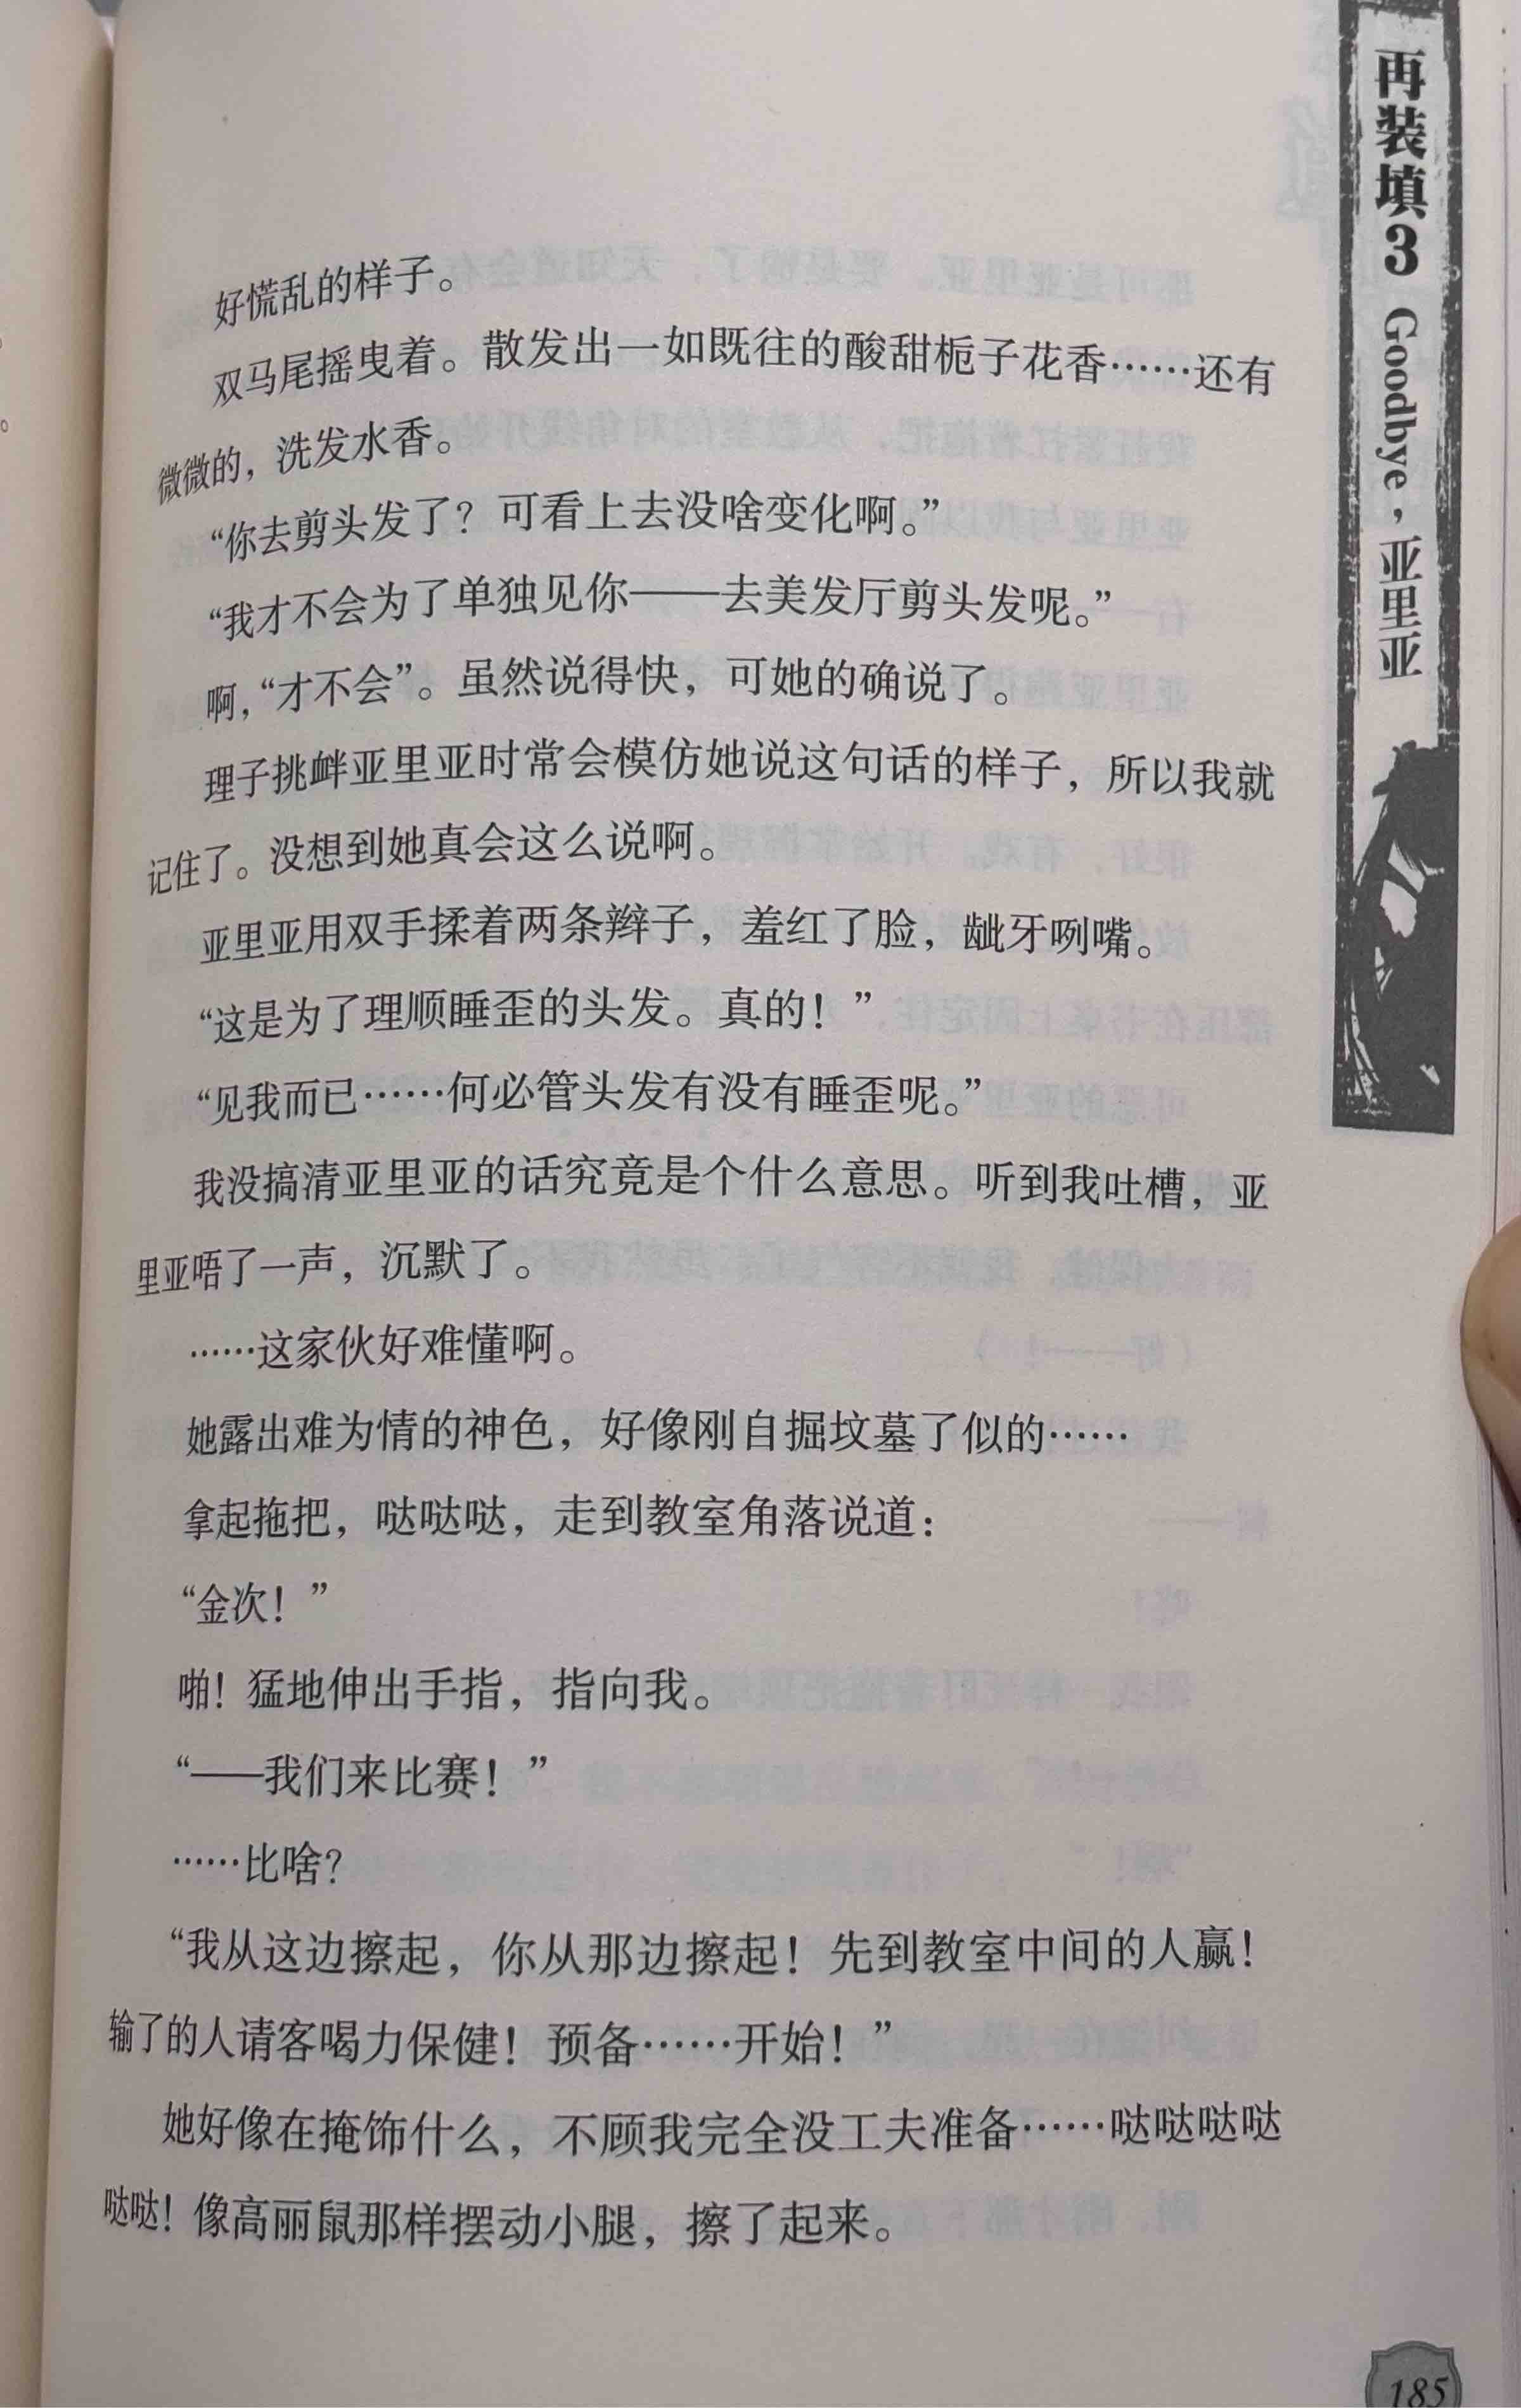 好慌乱的样子。
双马尾摇曳着。散发出一如既往的酸甜栀子花香……还有
微微的，洗发水香。
“你去剪头发了？可看上去没啥变化啊。”
“我才不会为了单独见你——去美发厅剪头发呢。”
啊，“才不会”。虽然说得快，可她的确说了。
理子挑衅亚里亚时常会模仿她说这句话的样子，所以我就
记住了。没想到她真会这么说啊。
亚里亚用双手揉着两条辫子，羞红了脸，龇牙咧嘴。
“这是为了理顺睡歪的头发。真的！”
“见我而已……何必管头发有没有睡歪呢。”
我没搞清亚里亚的话究竟是个什么意思。听到我吐槽，亚
里亚唔了一声，沉默了。
……这家伙好难懂啊。
她露出难为情的神色，好像刚自掘坟墓了似的……
拿起拖把，哒哒哒，走到教室角落说道：
“金次！”
啪！猛地伸出手指，指向我。
“——我们来比赛！”
……比啥？
“我从这边擦起，你从那边擦起！先到教室中间的人赢！
输了的人请客喝力保健！预备……开始！”
她好像在掩饰什么，不顾我完全没工夫准备……哒哒哒哒
哒哒！像高丽鼠那样摆动小腿，擦了起来。
再装填3 Goodbye，亚里亚
185